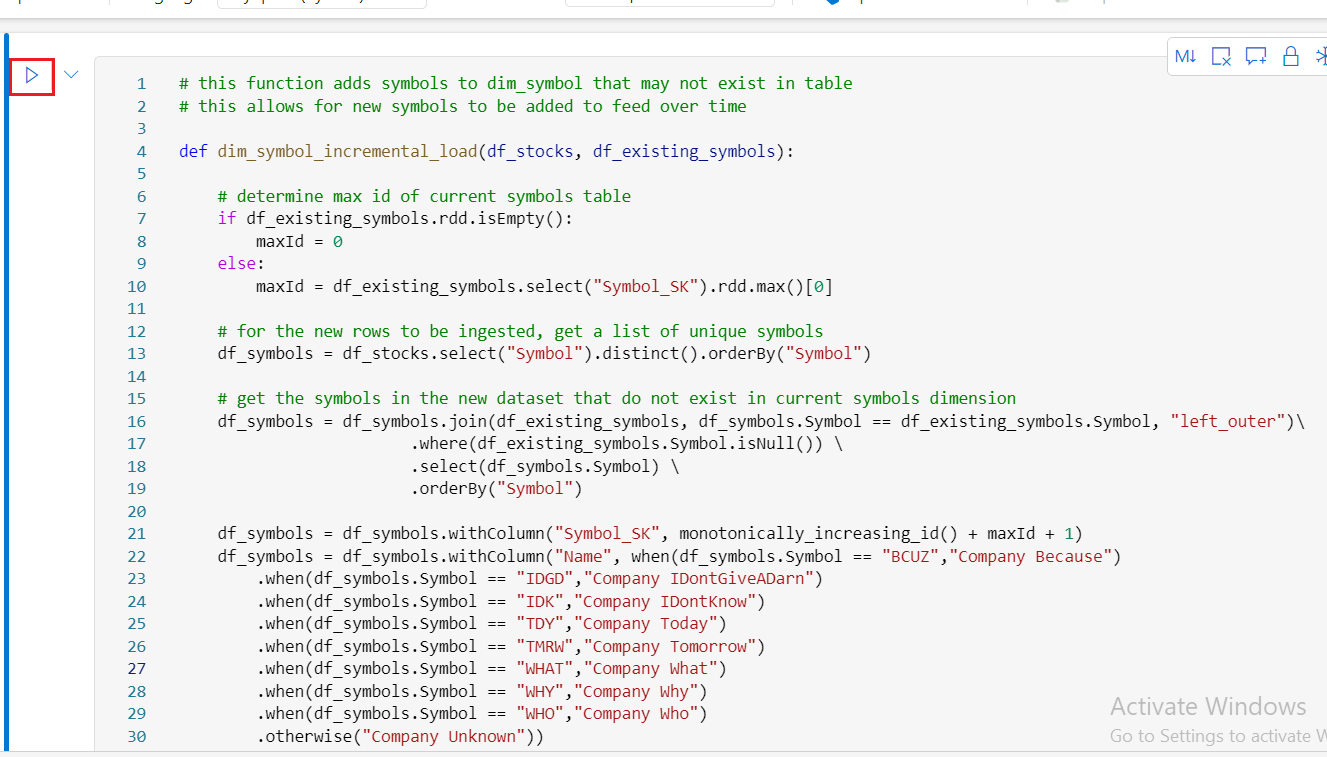 M↓
1 # this function adds symbols to dim_symbol that may not exist in table
2 # this allows for new symbols to be added to feed over time
3
4 def dim_symbol_incremental_load(df_stocks, df_existing_symbols):
5
6     # determine max id of current symbols table
7     if df_existing_symbols.rdd.isEmpty():
8         maxId = 0
9     else:
10         maxId = df_existing_symbols.select("Symbol_SK").rdd.max()[0]
11
12     # for the new rows to be ingested, get a list of unique symbols
13     df_symbols = df_stocks.select("Symbol").distinct().orderBy("Symbol")
14
15     # get the symbols in the new dataset that do not exist in current symbols dimension
16     df_symbols = df_symbols.join(df_existing_symbols, df_symbols.Symbol == df_existing_symbols.Symbol, "left_outer")\
17                         .where(df_existing_symbols.Symbol.isNull()) \
18                         .select(df_symbols.Symbol) \
19                         .orderBy("Symbol")
20
21     df_symbols = df_symbols.withColumn("Symbol_SK", monotonically_increasing_id() + maxId + 1)
22     df_symbols = df_symbols.withColumn("Name", when(df_symbols.Symbol == "BCUZ","Company Because")
23         .when(df_symbols.Symbol == "IDGD","Company IDontGiveADarn")
24         .when(df_symbols.Symbol == "IDK","Company IDontKnow")
25         .when(df_symbols.Symbol == "TDY","Company Today")
26         .when(df_symbols.Symbol == "TMRW","Company Tomorrow")
27         .when(df_symbols.Symbol == "WHAT","Company What")
28         .when(df_symbols.Symbol == "WHY","Company Why")
29         .when(df_symbols.Symbol == "WHO","Company Who")
30         .otherwise("Company Unknown"))
Activate Windows
Go to Settings to activate W